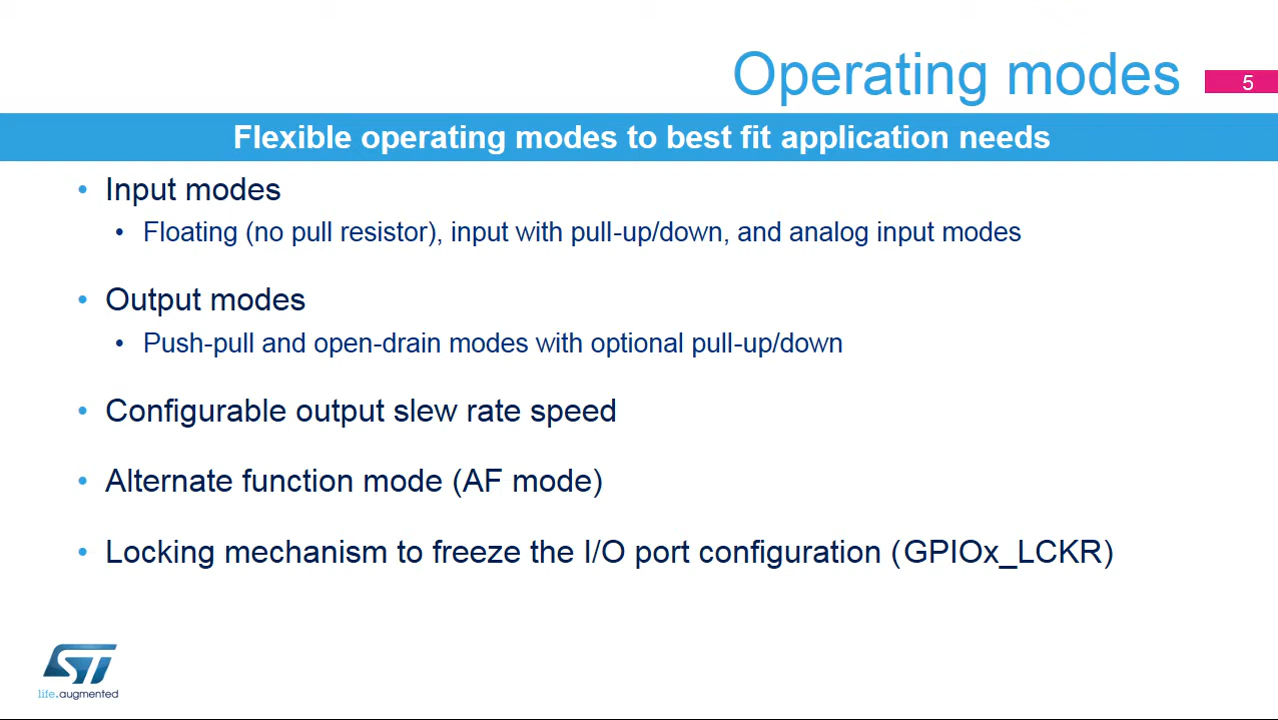 Operating modes
5
Flexible operating modes to best fit application needs
• Input modes
• Floating (no pull resistor), input with pull-up/down, and analog input modes
• Output modes
• Push-pull and open-drain modes with optional pull-up/down
• Configurable output slew rate speed
• Alternate function mode (AF mode)
• Locking mechanism to freeze the I/O port configuration (GPIOx_LCKR)
ST
life.augmented